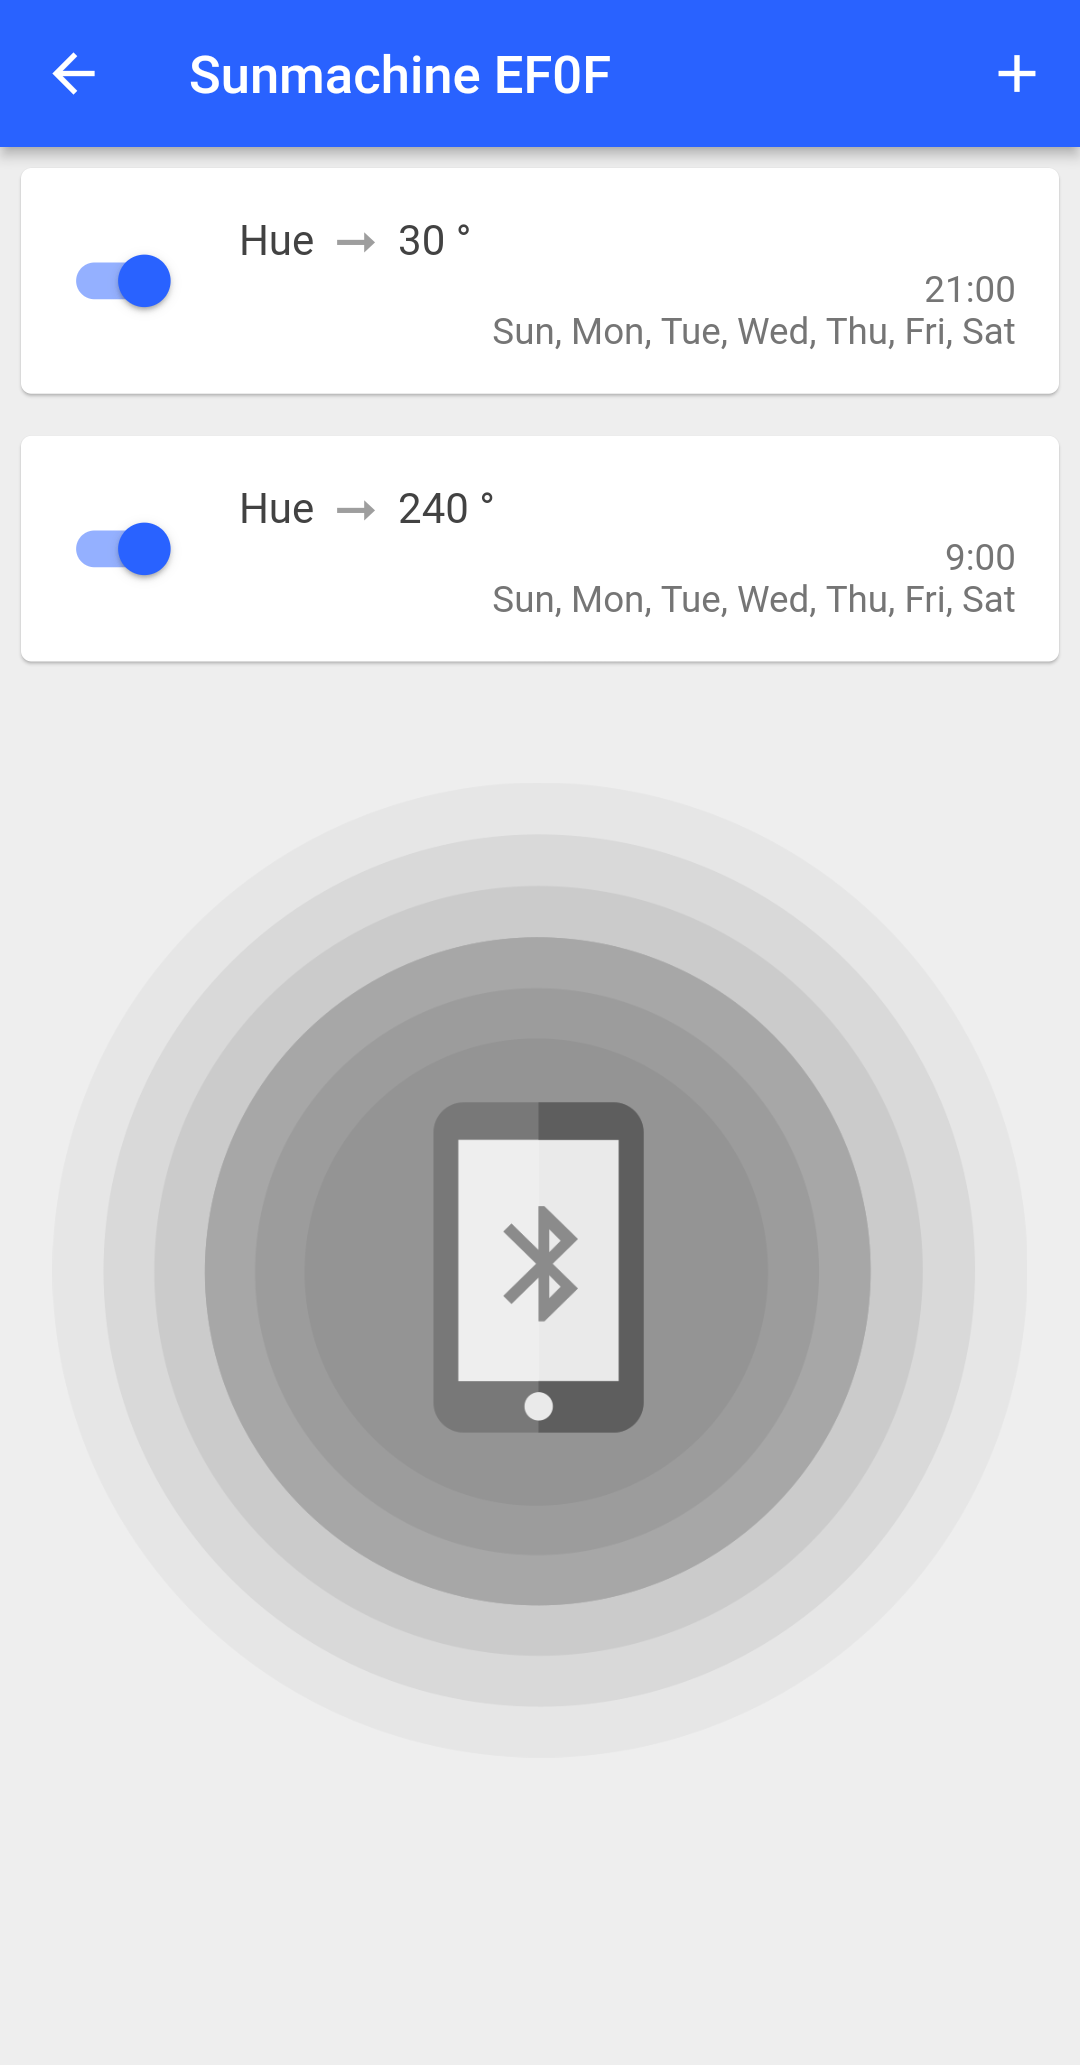 Sunmachine EF0F
Hue → 30 °
21:00
Sun, Mon, Tue, Wed, Thu, Fri, Sat
Hue → 240 °
9:00
Sun, Mon, Tue, Wed, Thu, Fri, Sat